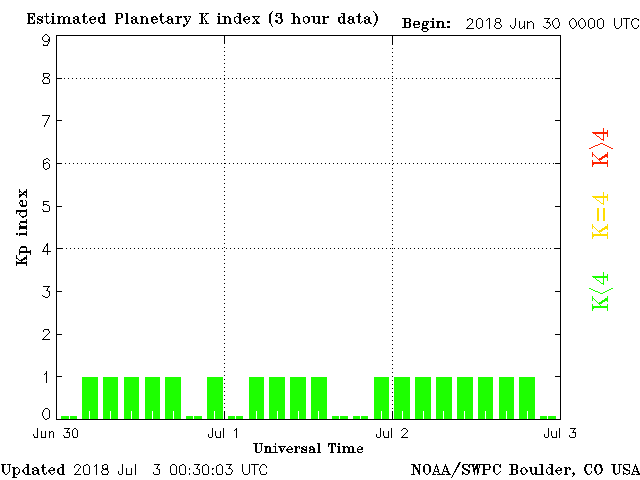 Estimated Planetary K index (3 hour data) Begin: 2018 Jun 30 0000 UTC
9
8
7
6
5
4
3
2
1
0
Kp index
K>4
K=4
K<4
Jun 30 Jul 1 Jul 2 Jul 3
Universal Time
Updated 2018 Jul 3 00:30:03 UTC NOAA/SWPC Boulder, CO USA